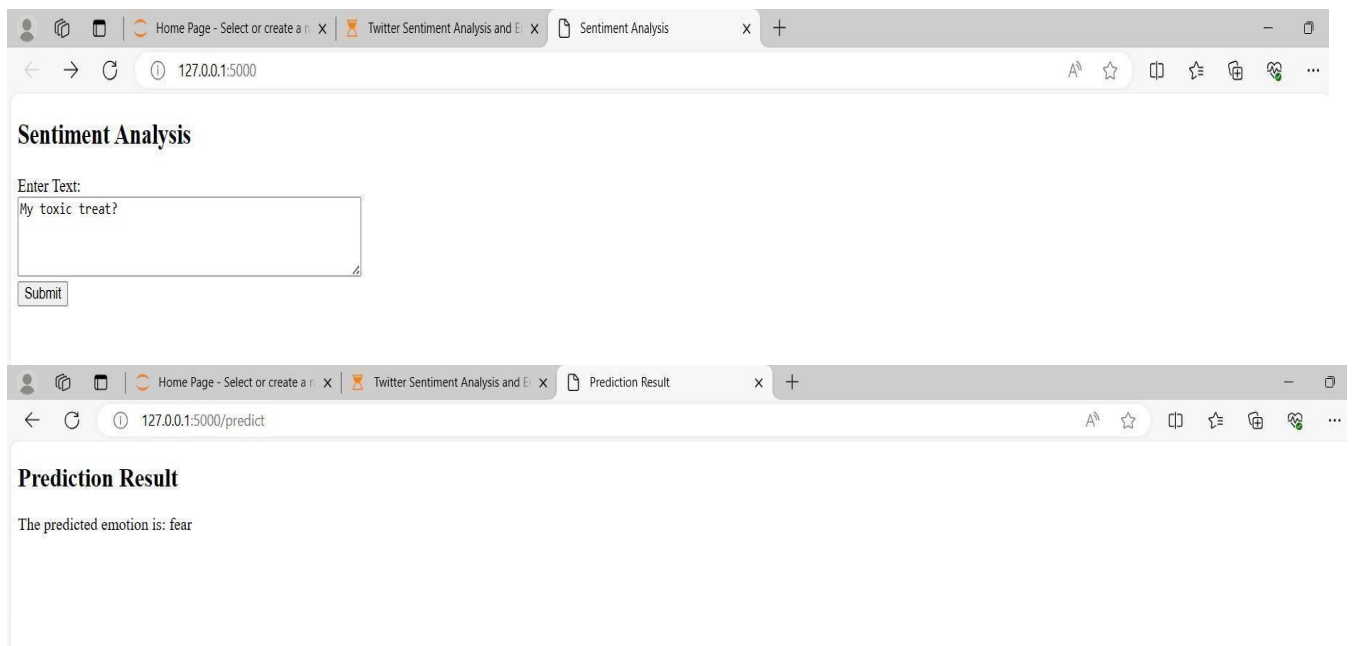 Home Page - Select or create a n
Twitter Sentiment Analysis and E
Sentiment Analysis
127.0.0.1:5000
Sentiment Analysis
Enter Text:
My toxic treat?
Submit
Home Page - Select or create a n
Twitter Sentiment Analysis and E
Prediction Result
127.0.0.1:5000/predict
Prediction Result
The predicted emotion is: fear